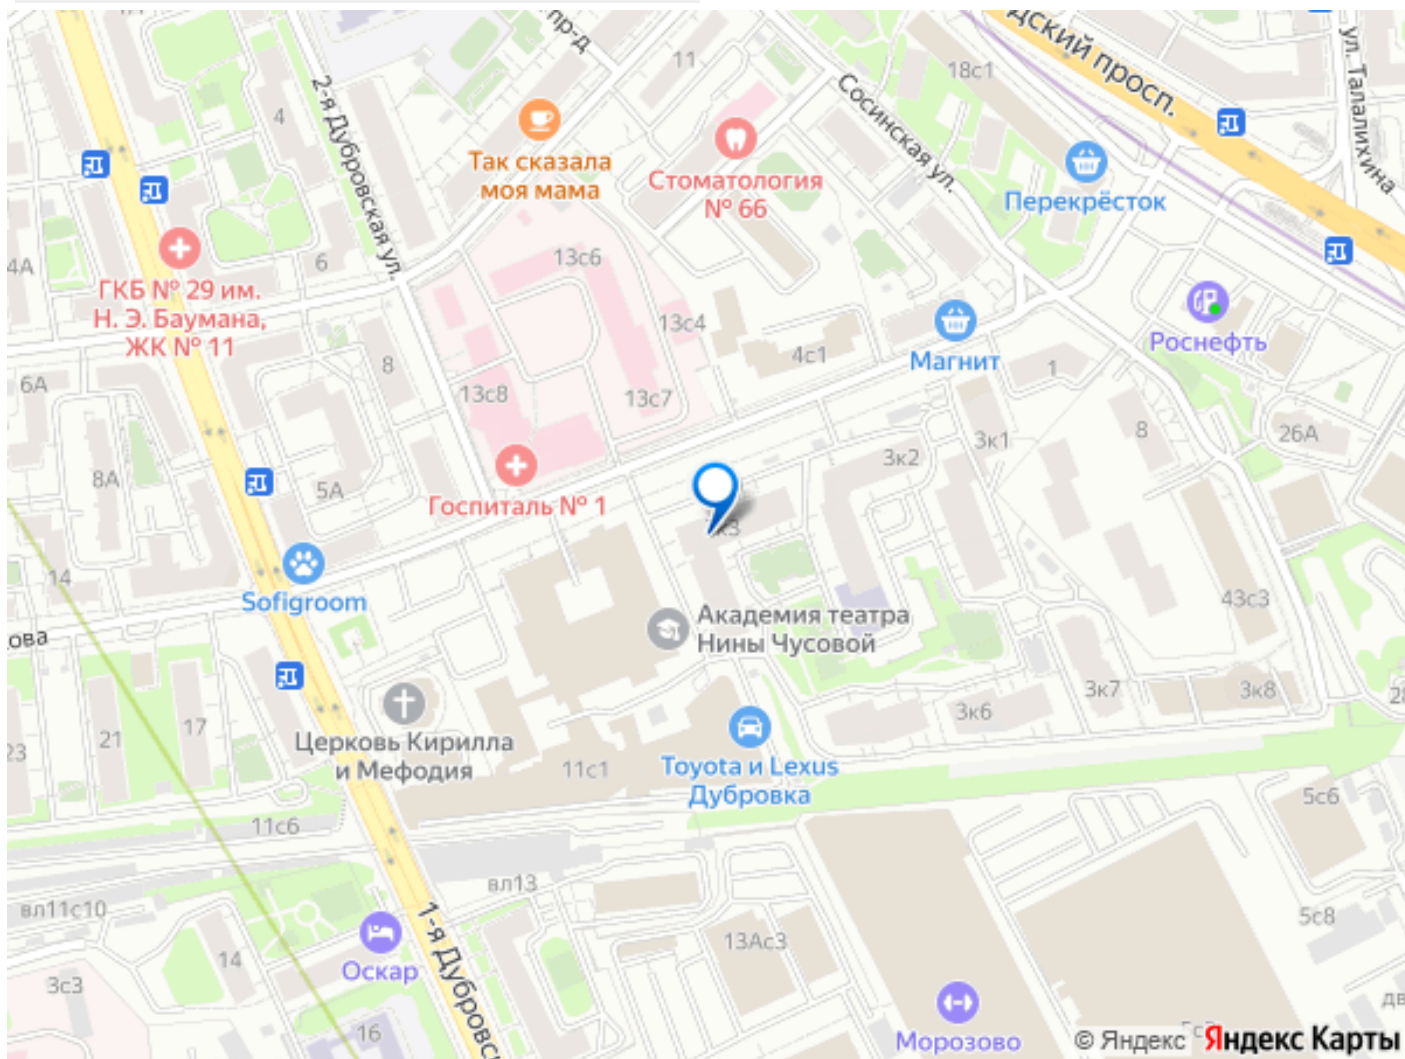 дский просп.
ул. Талалихина
пр-д
11
18с1
2-я Дубровская ул.
4
Сосинская ул.
Так сказала
моя мама
Стоматология
№ 66
Перекрёсток
4А
6
13с6
ГКБ № 29 им.
Н. Э. Баумана,
ЖК № 11
13с4
Роснефть
4с1
Магнит
8
1
6А
13с8
13с7
3к1
8
26А
3к2
8А
5А
Госпиталь № 1
14
Sofigroom
43с3
Академия театра
Нины Чусовой
ова
3к7
3к8
3к6
17
21
23
Церковь Кирилла
и Мефодия
11с1
Toyota и Lexus
Дубровка
5с6
11с6
вл13
вл11с10
1-я Дубровс
5с8
13Ас3
14
Оскар
3с3
16
Морозово
© Яндекс
Яндекс Карты